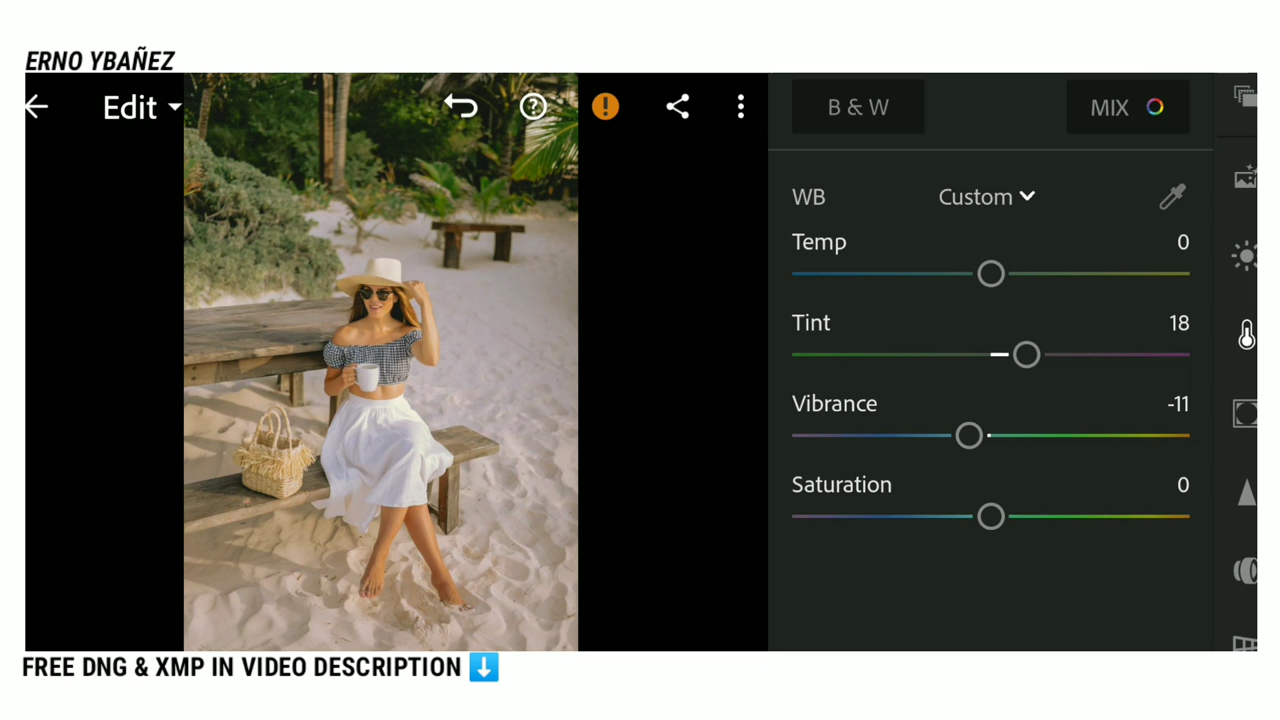 ERNO YBAÑEZ
Edit
B & W
MIX
WB
Custom
Temp
0
Tint
18
Vibrance
-11
Saturation
0
FREE DNG & XMP IN VIDEO DESCRIPTION